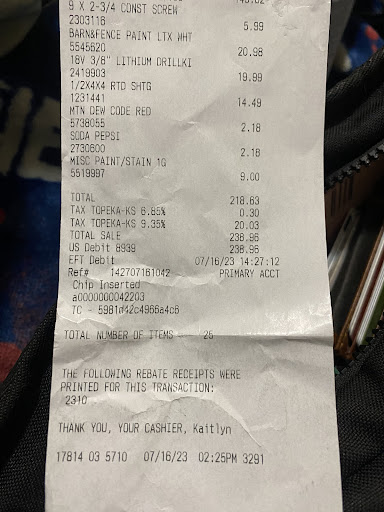 9 X 2-3/4 CONST SCREW
2303116 5.99
BARN&FENCE PAINT LTX WHT
5545620 20.98
18V 3/8" LITHIUM DRILLKI
2419903 19.99
1/2X4X4 RTD SHTG
1231441 14.49
MTN DEW CODE RED
5738055 2.18
SODA PEPSI
2730600 2.18
MISC PAINT/STAIN 1G
5519997 9.00
TOTAL 218.63
TAX TOPEKA-KS 6.85% 0.30
TAX TOPEKA-KS 9.35% 20.03
TOTAL SALE 238.96
US Debit 8939 238.96
EFT Debit 07/16/23 14:27:12
Ref# 142707161042 PRIMARY ACCT
Chip Inserted
a0000000042203
TC - 5981d42c4966a4c6
TOTAL NUMBER OF ITEMS - 25
THE FOLLOWING REBATE RECEIPTS WERE
PRINTED FOR THIS TRANSACTION:
2310
THANK YOU, YOUR CASHIER, Kaitlyn
17814 03 5710 07/16/23 02:25PM 3291